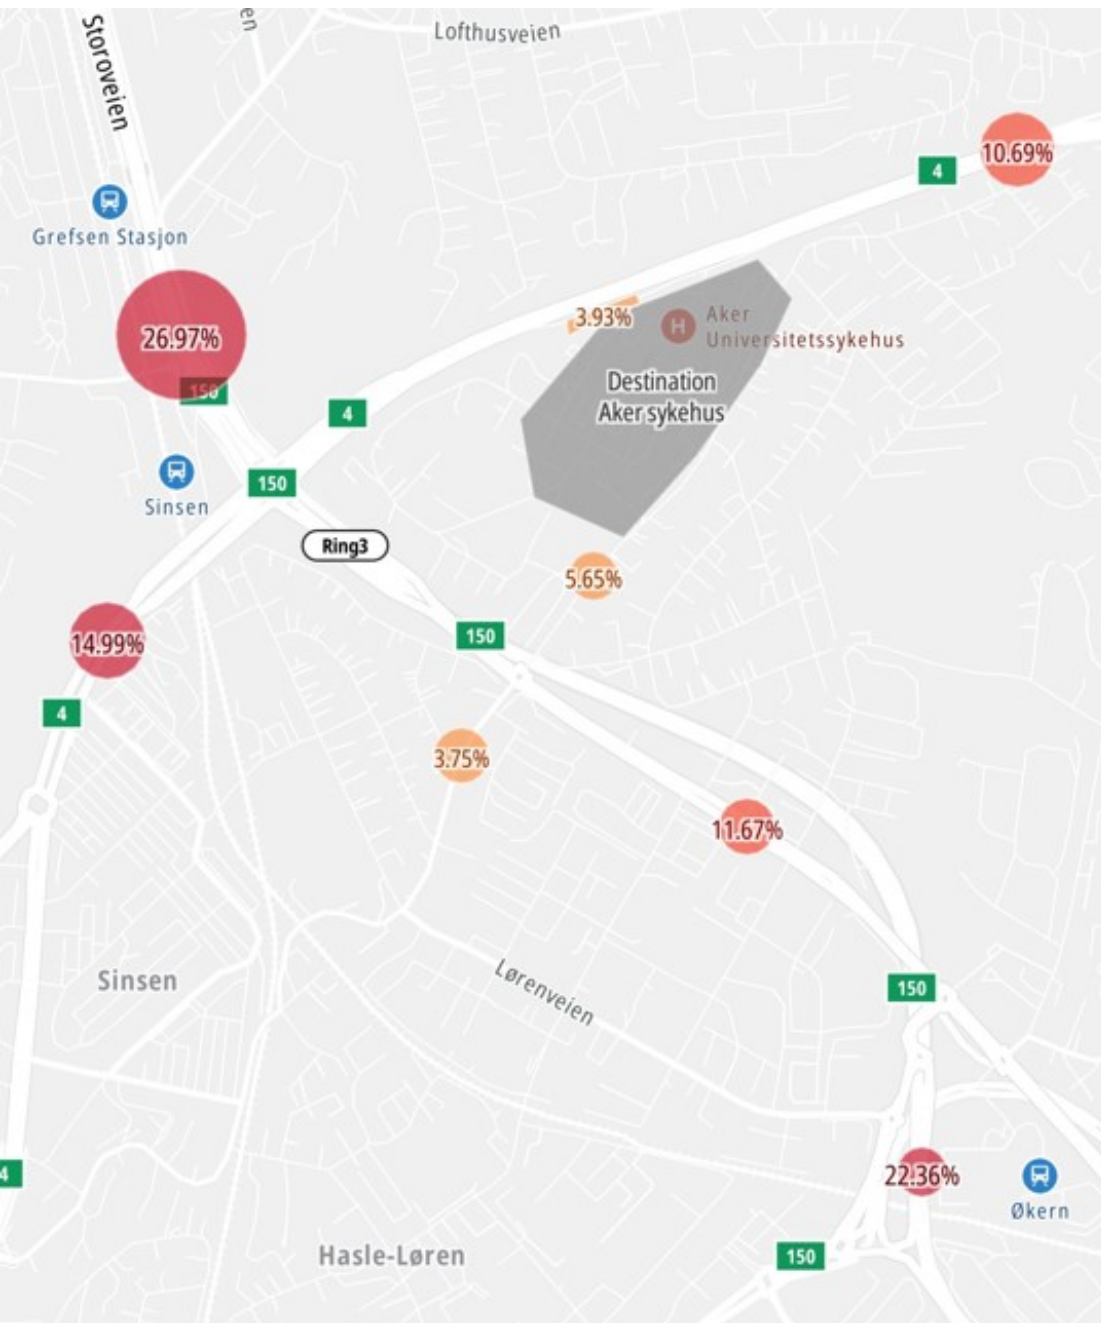 en
Lofthusveien
Storoveien
10.69%
4
Grefsen Stasjon
3.93%
Aker
Universitetssykehus
H
26.97%
Destination
Aker sykehus
150
4
150
Sinsen
Ring3
5.65%
150
14.99%
4
3.75%
11.67%
Sinsen
Lørenveien
150
4
22.36%
Økern
Hasle-Løren
150